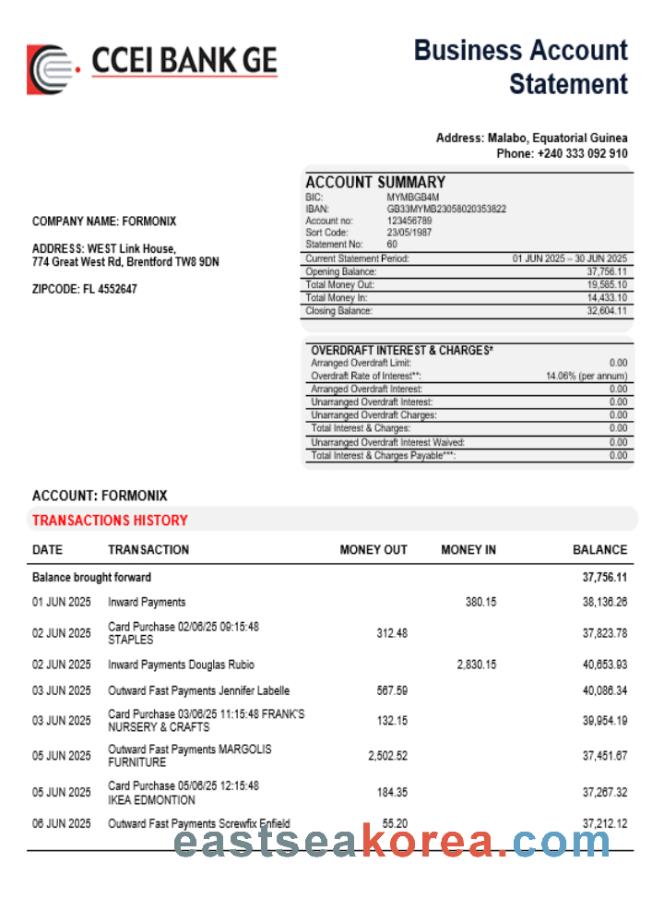 CCEI BANK GE
Business Account
Statement
Address: Malabo, Equatorial Guinea
Phone: +240 333 092 910
ACCOUNT SUMMARY
BIC: MYMBGB4M
IBAN: GB33MYMB23058020353822
Account no: 123456789
Sort Code: 23/05/1987
Statement No: 60
Current Statement Period: 01 JUN 2025 – 30 JUN 2025
Opening Balance: 37,756.11
Total Money Out: 19,585.10
Total Money In: 14,433.10
Closing Balance: 32,604.11
COMPANY NAME: FORMONIX
ADDRESS: WEST Link House,
774 Great West Rd, Brentford TW8 9DN
ZIPCODE: FL 4552647
OVERDRAFT INTEREST & CHARGES*
Arranged Overdraft Limit: 0.00
Overdraft Rate of Interest**: 14.06% (per annum)
Arranged Overdraft Interest: 0.00
Unarranged Overdraft Interest: 0.00
Unarranged Overdraft Charges: 0.00
Total Interest & Charges: 0.00
Unarranged Overdraft Interest Waived: 0.00
Total Interest & Charges Payable***: 0.00
ACCOUNT: FORMONIX
TRANSACTIONS HISTORY
DATE TRANSACTION MONEY OUT MONEY IN BALANCE
Balance brought forward 37,756.11
01 JUN 2025 Inward Payments 380.15 38,136.26
02 JUN 2025 Card Purchase 02/06/25 09:15:48 312.48 37,823.78
STAPLES
02 JUN 2025 Inward Payments Douglas Rubio 2,830.15 40,653.93
03 JUN 2025 Outward Fast Payments Jennifer Labelle 567.59 40,086.34
03 JUN 2025 Card Purchase 03/06/25 11:15:48 FRANK'S 132.15 39,954.19
NURSERY & CRAFTS
05 JUN 2025 Outward Fast Payments MARGOLIS 2,502.52 37,451.67
FURNITURE
05 JUN 2025 Card Purchase 05/06/25 12:15:48 184.35 37,267.32
IKEA EDMONTION
06 JUN 2025 Outward Fast Payments Screwfix Enfield 55.20 37,212.12
eastseakorea.com